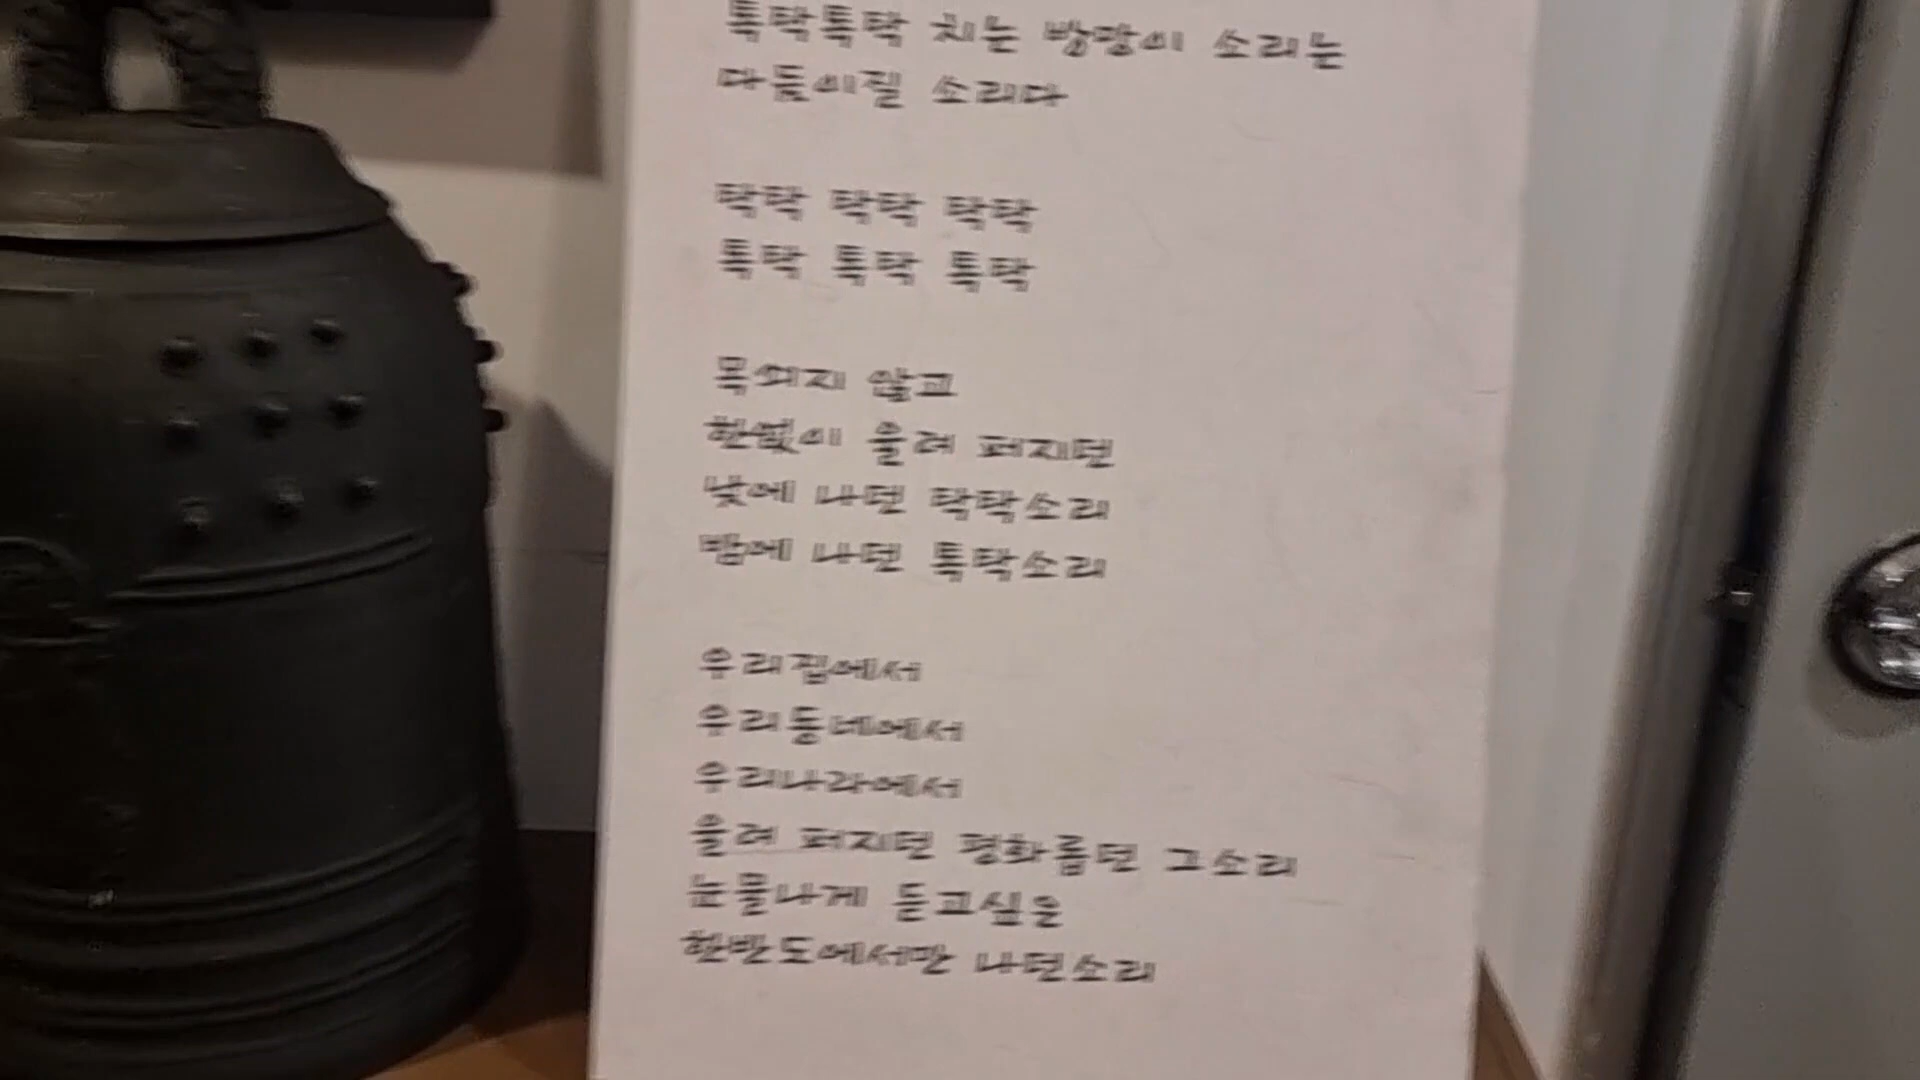 톡탁톡탁 치는 방망이 소리는
다듬이질 소리다
탁탁 탁탁 탁탁
톡탁 톡탁 톡탁
목메지 않고
한없이 울려 퍼지던
낮에 나던 탁탁소리
밤에 나던 톡탁소리
우리집에서
우리동네에서
우리나라에서
울려 퍼지던 평화롭던 그소리
눈물나게 듣고싶은
한반도에서만 나던소리